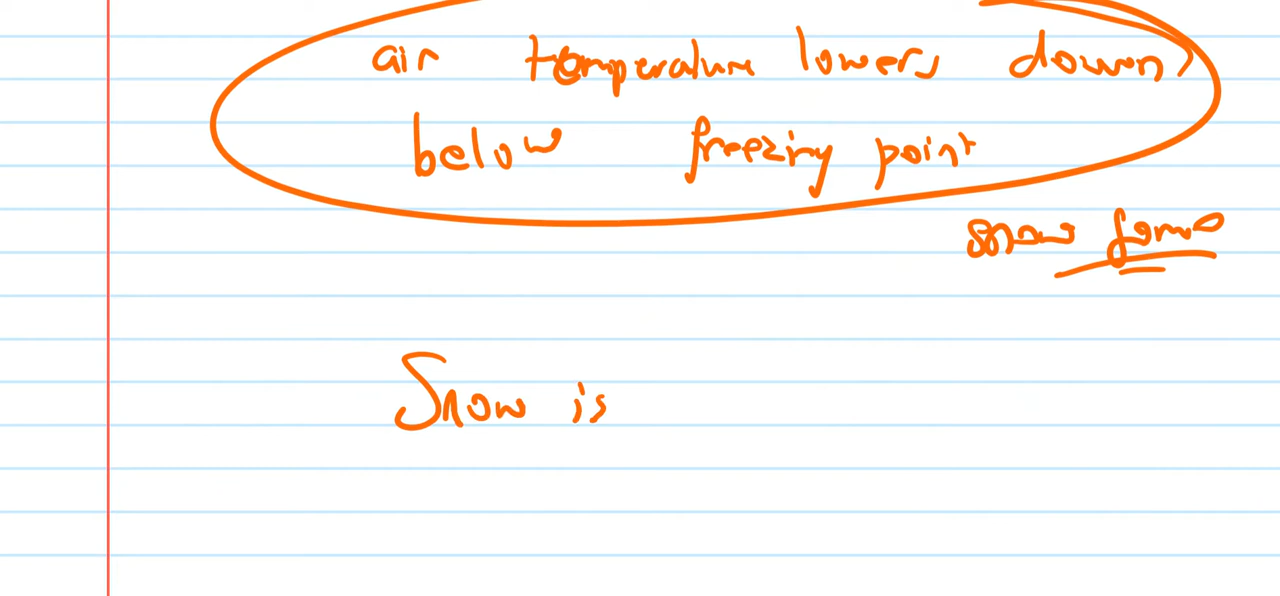 air temperature lowers down,
below freezing point
snow forms
Snow is